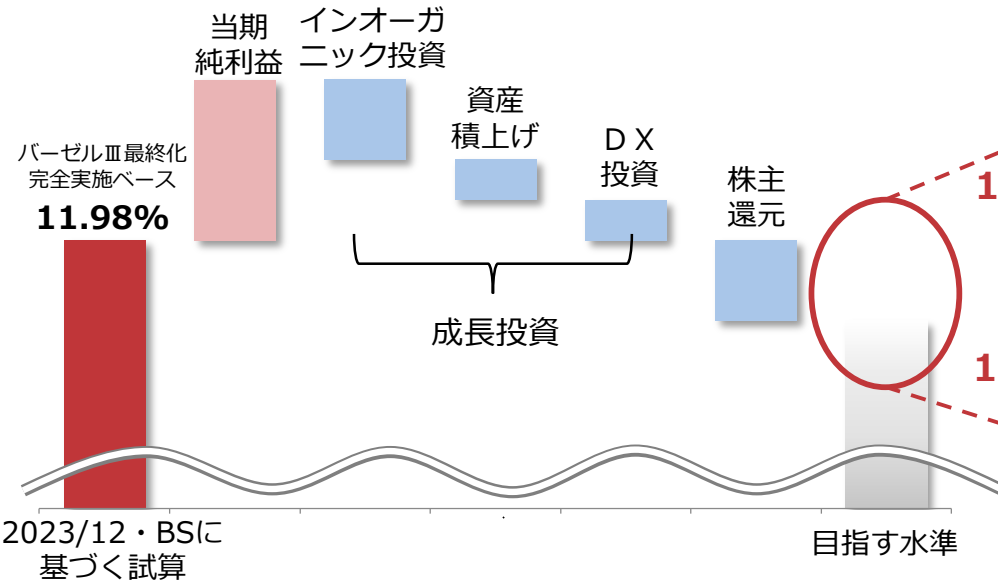 当期
純利益
インオーガ
ニック投資
資産
積上げ
ＤＸ
投資
株主
還元
バーゼルⅢ最終化
完全実施ベース
11.98%
1
成長投資
1
2023/12・BSに
基づく試算
目指す水準